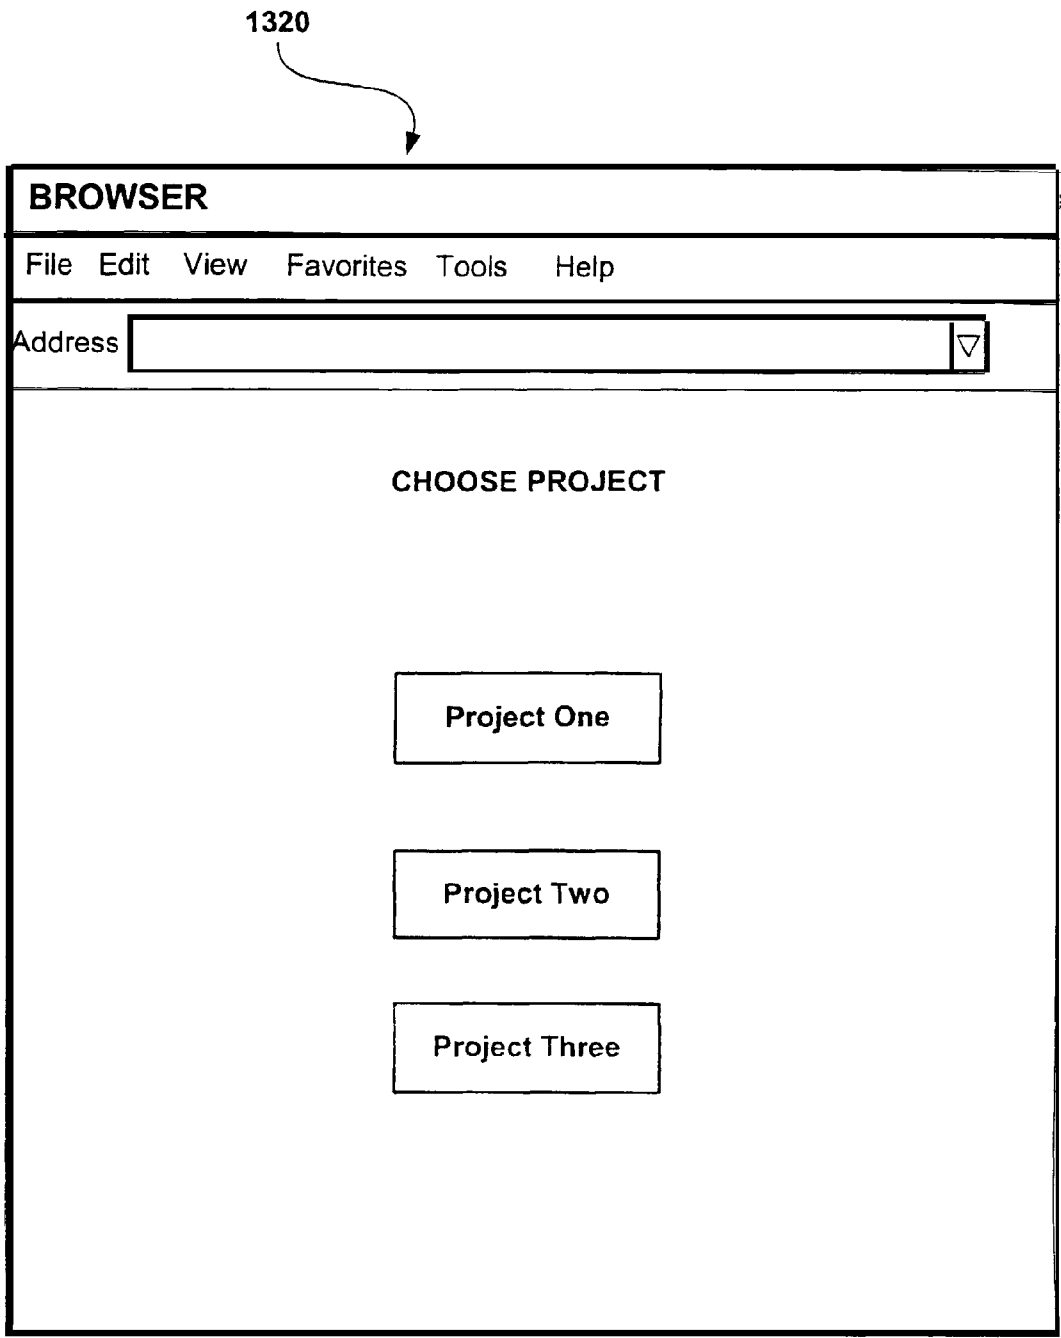 1320
BROWSER
File Edit View Favorites Tools Help
Address
CHOOSE PROJECT
Project One
Project Two
Project Three